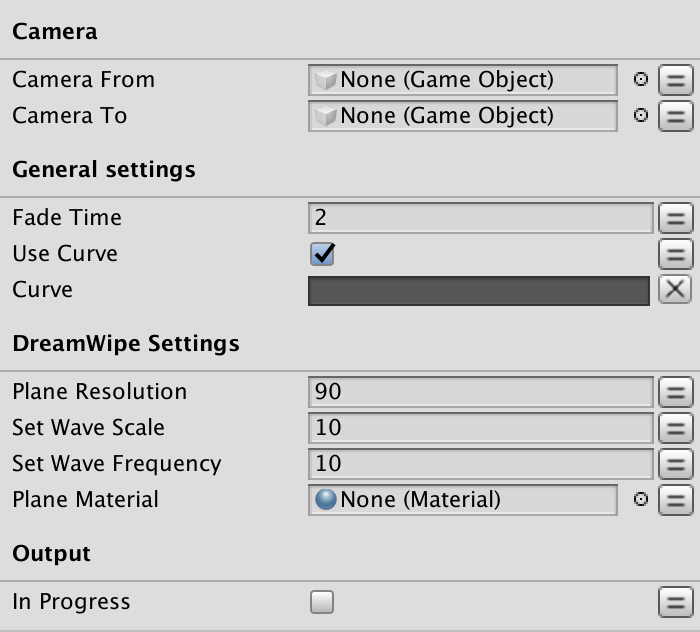 Camera
Camera From None (Game Object)
Camera To None (Game Object)
General settings
Fade Time 2
Use Curve
Curve
DreamWipe Settings
Plane Resolution 90
Set Wave Scale 10
Set Wave Frequency 10
Plane Material None (Material)
Output
In Progress